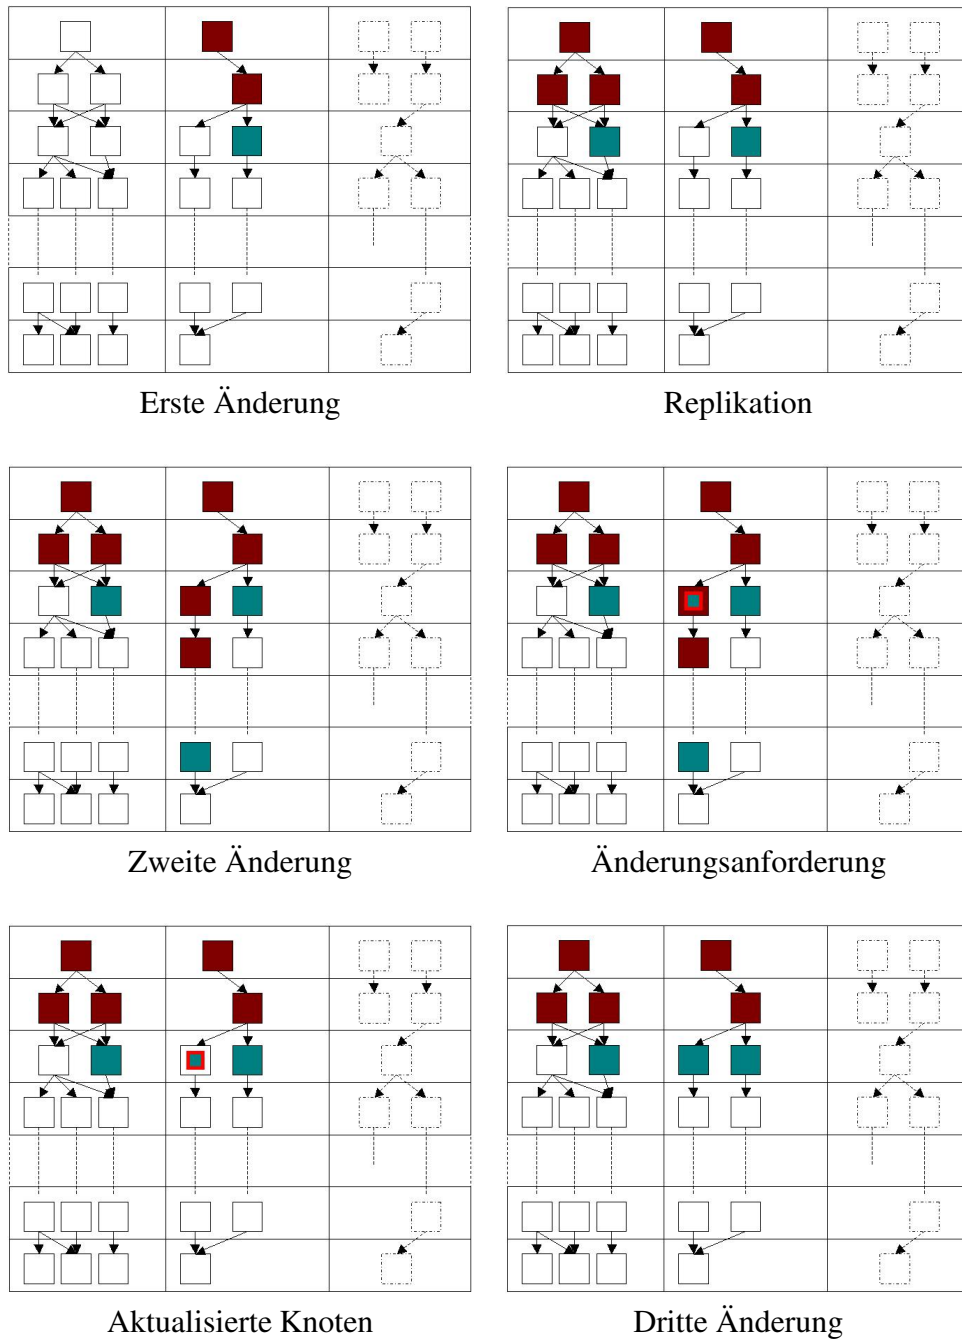 Erste Änderung
Replikation
Zweite Änderung
Änderungsanforderung
Aktualisierte Knoten
Dritte Änderung